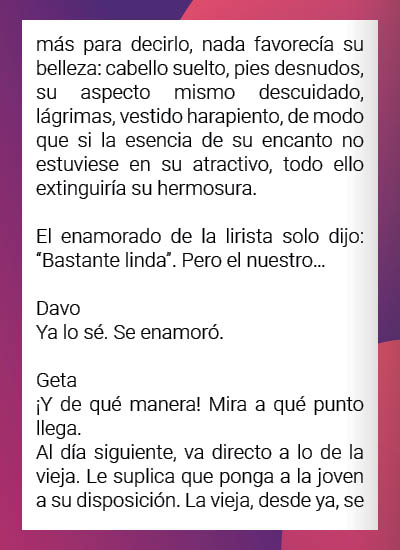 más para decirlo, nada favorecía su
belleza: cabello suelto, pies desnudos,
su aspecto mismo descuidado,
lágrimas, vestido harapiento, de modo
que si la esencia de su encanto no
estuviese en su atractivo, todo ello
extinguiría su hermosura.
El enamorado de la lirista solo dijo:
“Bastante linda”. Pero el nuestro...
Davo
Ya lo sé. Se enamoró.
Geta
¡Y de qué manera! Mira a qué punto
llega.
Al día siguiente, va directo a lo de la
vieja. Le suplica que ponga a la joven
a su disposición. La vieja, desde ya, se